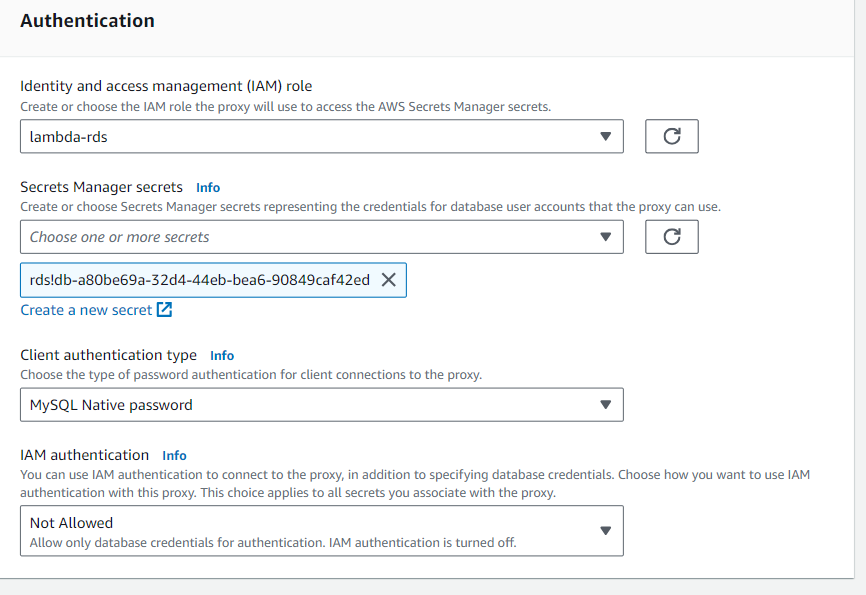 Authentication
Identity and access management (IAM) role
Create or choose the IAM role the proxy will use to access the AWS Secrets Manager secrets.
lambda-rds
Secrets Manager secrets Info
Create or choose Secrets Manager secrets representing the credentials for database user accounts that the proxy can use.
Choose one or more secrets
rds!db-a80be69a-32d4-44eb-bea6-90849caf42ed
Create a new secret
Client authentication type Info
Choose the type of password authentication for client connections to the proxy.
MySQL Native password
IAM authentication Info
You can use IAM authentication to connect to the proxy, in addition to specifying database credentials. Choose how you want to use IAM
authentication with this proxy. This choice applies to all secrets you associate with the proxy.
Not Allowed
Allow only database credentials for authentication. IAM authentication is turned off.